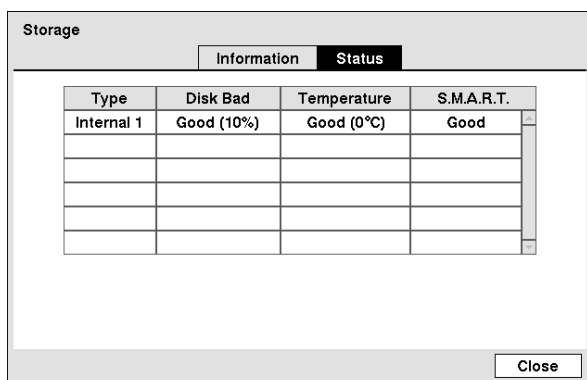 Storage
Information Status
Type Disk Bad Temperature S.M.A.R.T.
Internal 1 Good (10%) Good (0°C) Good
Close